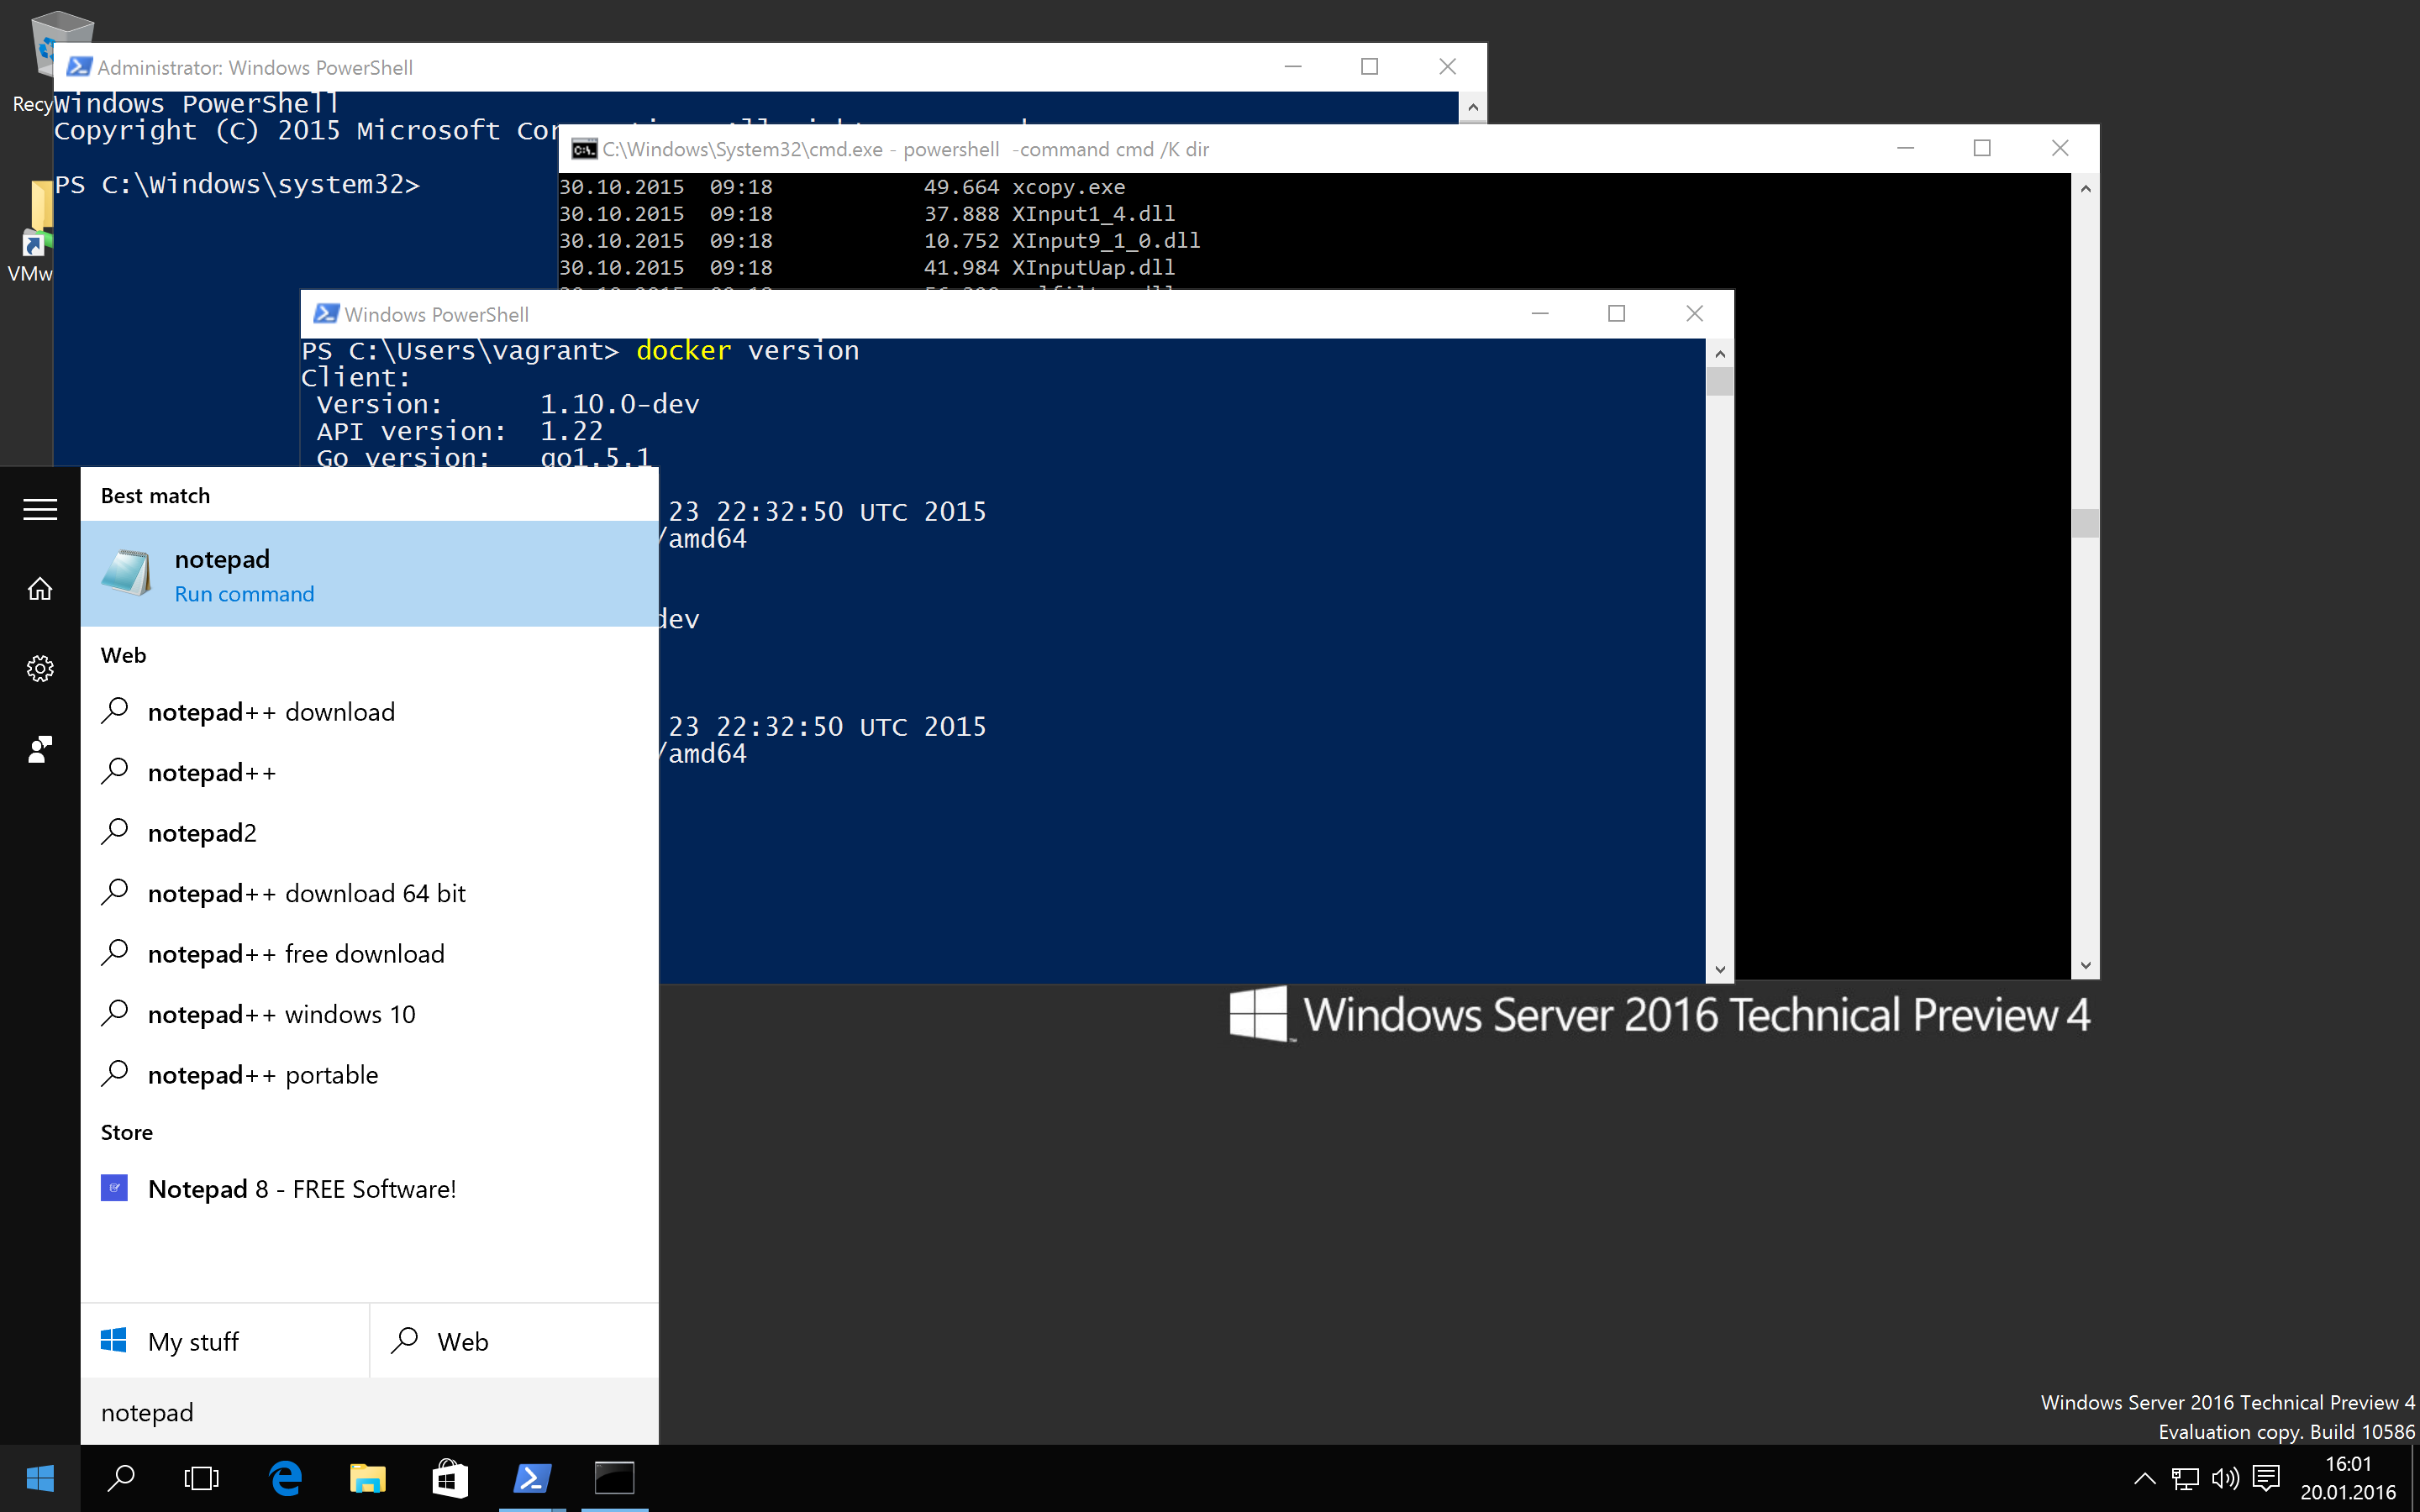 Recy
VMw
Administrator: Windows PowerShell
Windows PowerShell
Copyright (C) 2015 Microsoft
PS C:\Windows\system32>
C:\Windows\System32\cmd.exe - powershell -command cmd /K dir
30.10.2015 09:18 49.664 xcopy.exe
30.10.2015 09:18 37.888 XInput1_4.dll
30.10.2015 09:18 10.752 XInput9_1_0.dll
30.10.2015 09:18 41.984 XInputUap.dll
Windows PowerShell
PS C:\Users\vagrant> docker version
Client:
Version: 1.10.0-dev
API version: 1.22
Go version: go1.5.1
23 22:32:50 UTC 2015
/amd64
dev
23 22:32:50 UTC 2015
/amd64
Best match
notepad
Run command
Web
notepad++ download
notepad++
notepad2
notepad++ download 64 bit
notepad++ free download
notepad++ windows 10
notepad++ portable
Store
Notepad 8 - FREE Software!
My stuff
Web
notepad
Windows Server 2016 Technical Preview 4
Windows Server 2016 Technical Preview 4
Evaluation copy. Build 10586
16:01
20.01.2016